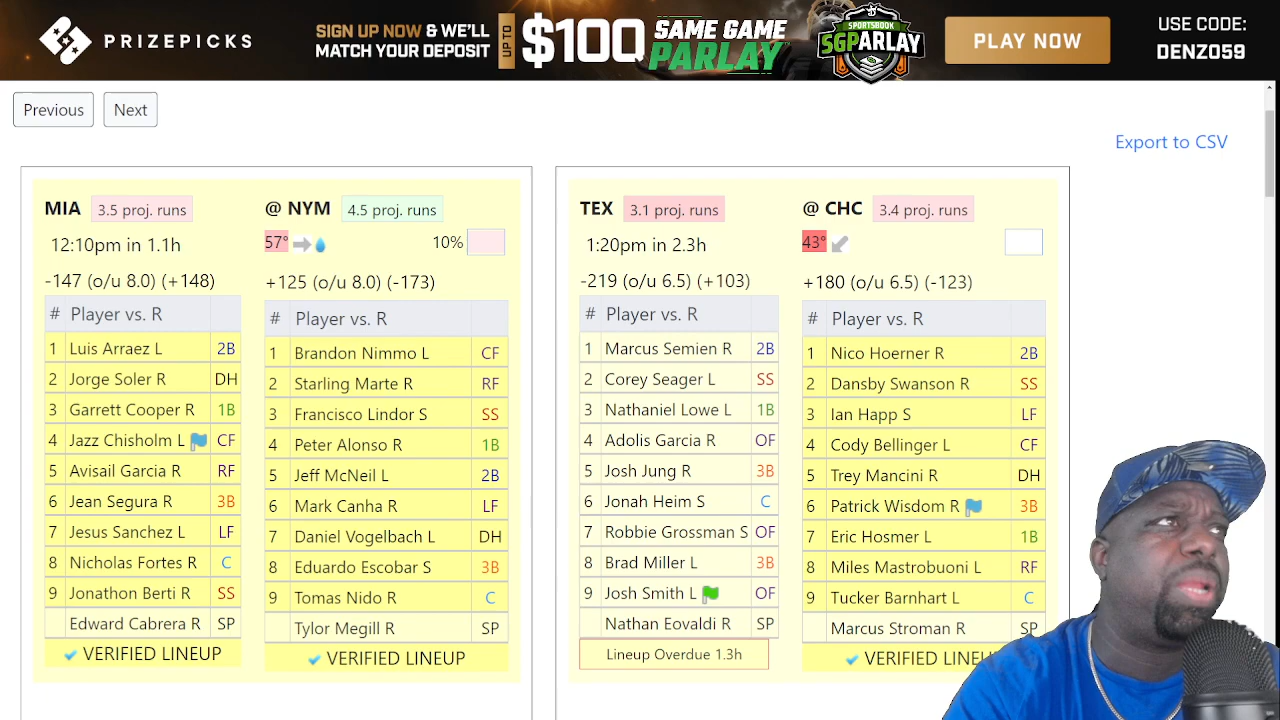 PRIZEPICKS
SIGN UP NOW & WE'LL
MATCH YOUR DEPOSIT
UP TO
$100
SAME GAME
PARLAY
SPORTSBOOK
SGPARLAY
PLAY NOW
USE CODE:
DENZO59
Previous Next
Export to CSV
MIA 3.5 proj. runs
12:10pm in 1.1h
-147 (o/u 8.0) (+148)
# Player vs. R
1 Luis Arraez L 2B
2 Jorge Soler R DH
3 Garrett Cooper R 1B
4 Jazz Chisholm L CF
5 Avisail Garcia R RF
6 Jean Segura R 3B
7 Jesus Sanchez L LF
8 Nicholas Fortes R C
9 Jonathon Berti R SS
Edward Cabrera R SP
VERIFIED LINEUP
@ NYM 4.5 proj. runs
57° 10%
+125 (o/u 8.0) (-173)
# Player vs. R
1 Brandon Nimmo L CF
2 Starling Marte R RF
3 Francisco Lindor S SS
4 Peter Alonso R 1B
5 Jeff McNeil L 2B
6 Mark Canha R LF
7 Daniel Vogelbach L DH
8 Eduardo Escobar S 3B
9 Tomas Nido R C
Tylor Megill R SP
VERIFIED LINEUP
TEX 3.1 proj. runs
1:20pm in 2.3h
-219 (o/u 6.5) (+103)
# Player vs. R
1 Marcus Semien R 2B
2 Corey Seager L SS
3 Nathaniel Lowe L 1B
4 Adolis Garcia R OF
5 Josh Jung R 3B
6 Jonah Heim S C
7 Robbie Grossman S OF
8 Brad Miller L 3B
9 Josh Smith L OF
Nathan Eovaldi R SP
Lineup Overdue 1.3h
@ CHC 3.4 proj. runs
43°
+180 (o/u 6.5) (-123)
# Player vs. R
1 Nico Hoerner R 2B
2 Dansby Swanson R SS
3 Ian Happ S LF
4 Cody Bellinger L CF
5 Trey Mancini R DH
6 Patrick Wisdom R 3B
7 Eric Hosmer L 1B
8 Miles Mastrobuoni L RF
9 Tucker Barnhart L C
Marcus Stroman R SP
VERIFIED LINEU